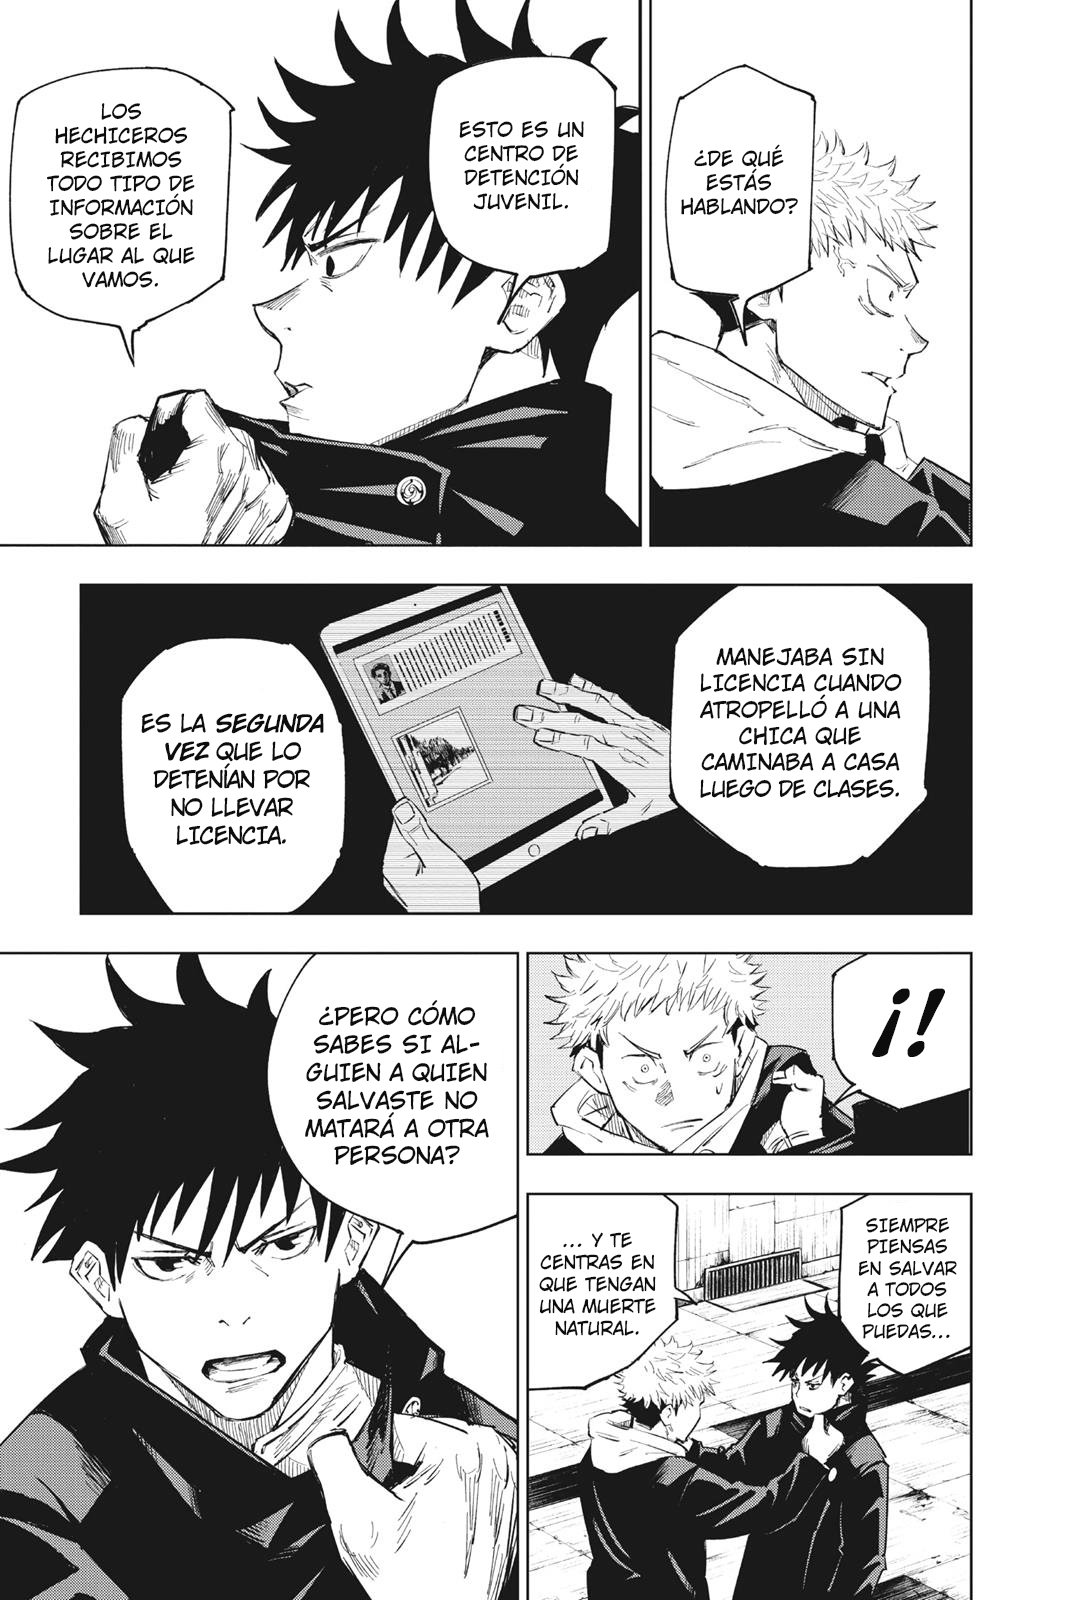 ¿DE QUÉ
ESTÁS
HABLANDO?
ESTO ES UN
CENTRO DE
DETENCIÓN
JUVENIL.
LOS
HECHICEROS
RECIBIMOS
TODO TIPO DE
INFORMACIÓN
SOBRE EL
LUGAR AL QUE
VAMOS.
MANEJABA SIN
LICENCIA CUANDO
ATROPELLÓ A UNA
CHICA QUE
CAMINABA A CASA
LUEGO DE CLASES.
ES LA SEGUNDA
VEZ QUE LO
DETENÍAN POR
NO LLEVAR
LICENCIA.
¡!
SIEMPRE
PIENSAS
EN SALVAR
A TODOS
LOS QUE
PUEDAS...
... Y TE
CENTRAS EN
QUE TENGAN
UNA MUERTE
NATURAL.
¿PERO CÓMO
SABES SI AL-
GUIEN A QUIEN
SALVASTE NO
MATARÁ A OTRA
PERSONA?